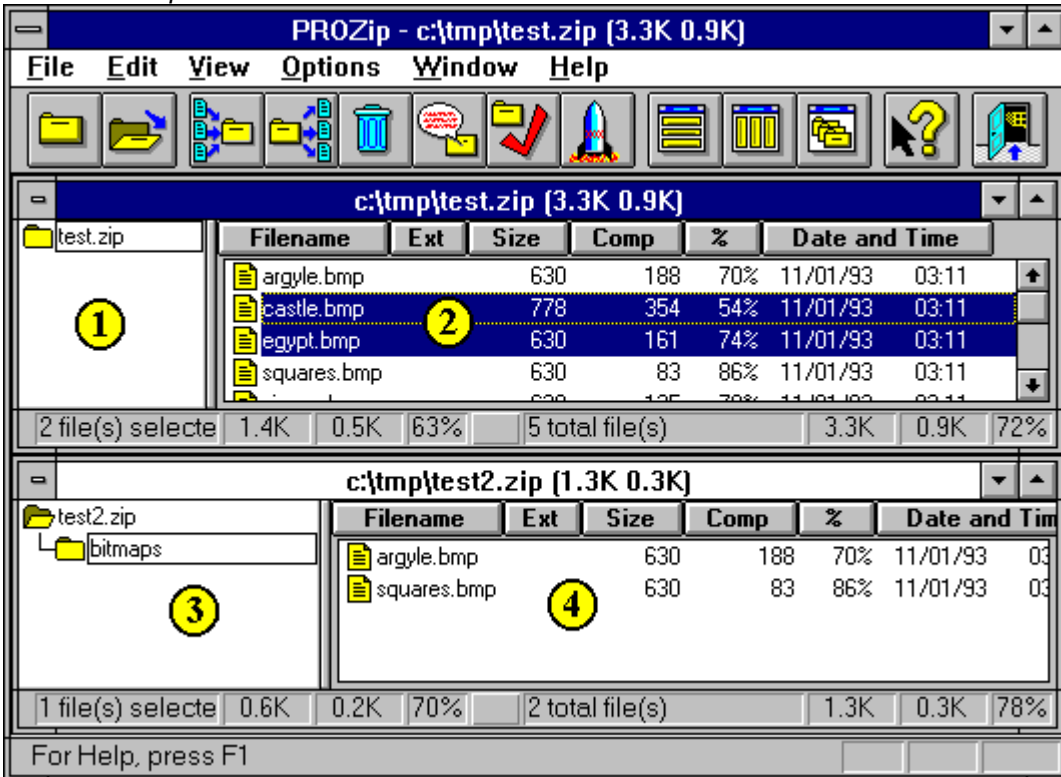 PROZip - c:\tmp\test.zip (3.3K 0.9K)
File Edit View Options Window Help
c:\tmp\test.zip (3.3K 0.9K)
test.zip Filename Ext Size Comp % Date and Time
argyle.bmp 630 188 70% 11/01/93 03:11
castle.bmp 778 354 54% 11/01/93 03:11
1 2
egypt.bmp 630 161 74% 11/01/93 03:11
squares.bmp 630 83 86% 11/01/93 03:11
2 file(s) selecte 1.4K 0.5K 63% 5 total file(s) 3.3K 0.9K 72%
c:\tmp\test2.zip (1.3K 0.3K)
test2.zip Filename Ext Size Comp % Date and Tim
bitmaps argyle.bmp 630 188 70% 11/01/93 03
squares.bmp 630 83 86% 11/01/93 03
3 4
1 file(s) selecte 0.6K 0.2K 70% 2 total file(s) 1.3K 0.3K 78%
For Help, press F1